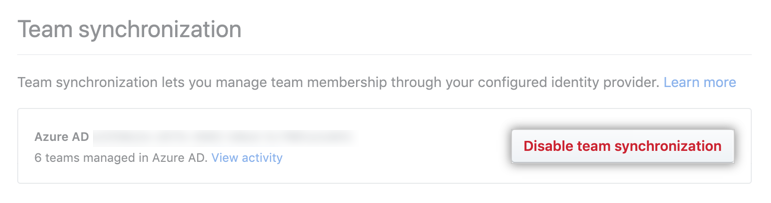 Team synchronization
Team synchronization lets you manage team membership through your configured identity provider. Learn more
Azure AD
6 teams managed in Azure AD. View activity
Disable team synchronization